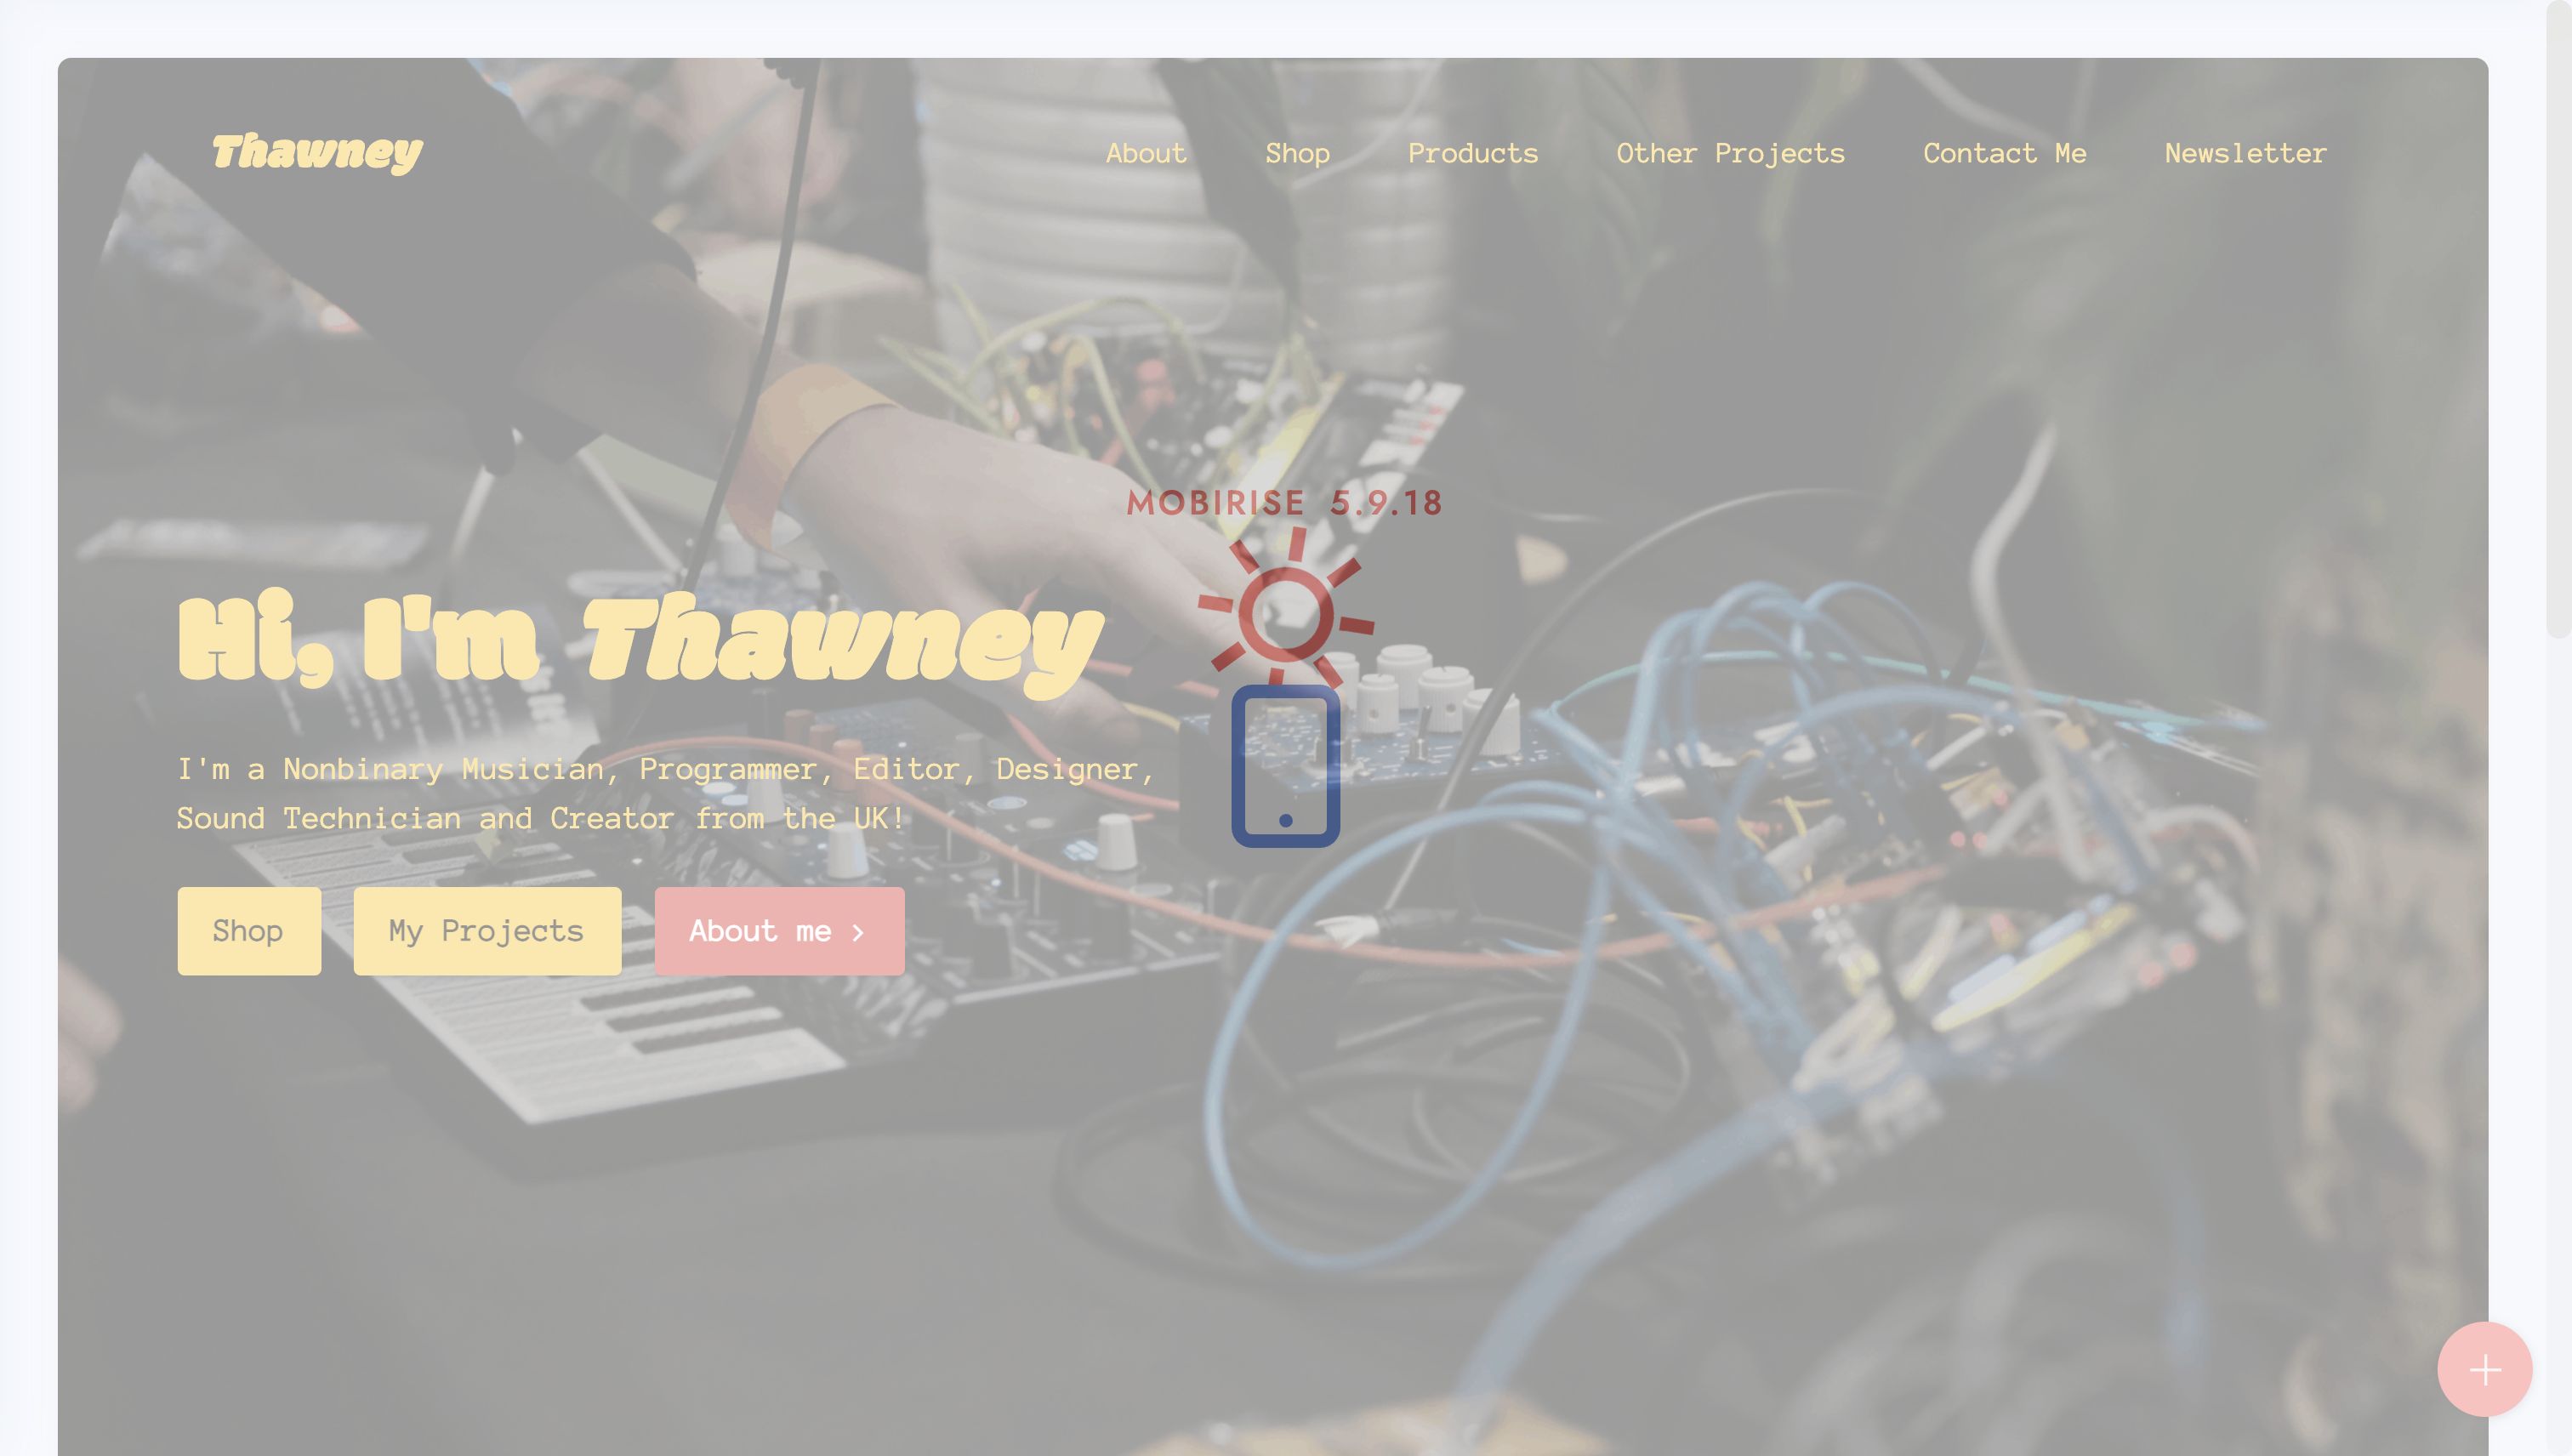 Thawney
About Shop Products Other Projects Contact Me Newsletter
MOBIRISE 5.9.18
Hi, I'm Thawney
I'm a Nonbinary Musician, Programmer, Editor, Designer,
Sound Technician and Creator from the UK!
Shop
My Projects
About me >